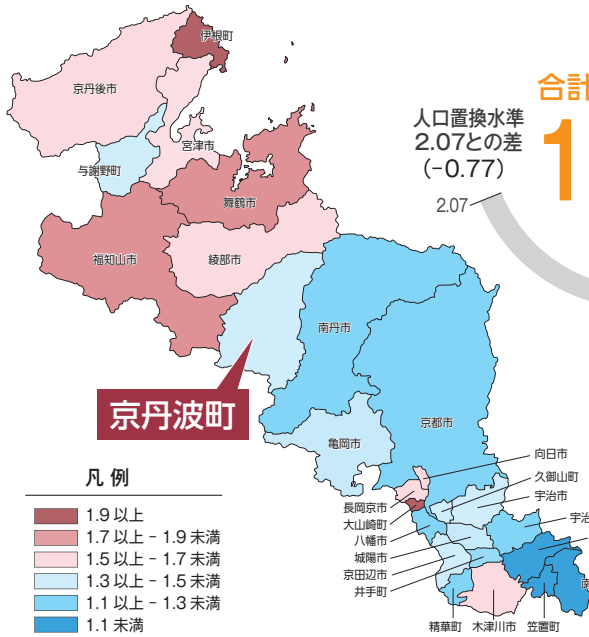 伊根町
京丹後市
宮津市
与謝野町
舞鶴市
福知山市
綾部市
南丹市
京丹波町
京都市
亀岡市
合計
1
人口置換水準
2.07との差
(-0.77)
2.07
向日市
久御山町
宇治市
長岡京市
大山崎町
八幡市
城陽市
京田辺市
井手町
精華町
木津川市
笠置町
凡 例
1.9 以上
1.7 以上 - 1.9 未満
1.5 以上 - 1.7 未満
1.3 以上 - 1.5 未満
1.1 以上 - 1.3 未満
1.1 未満
宇治
南